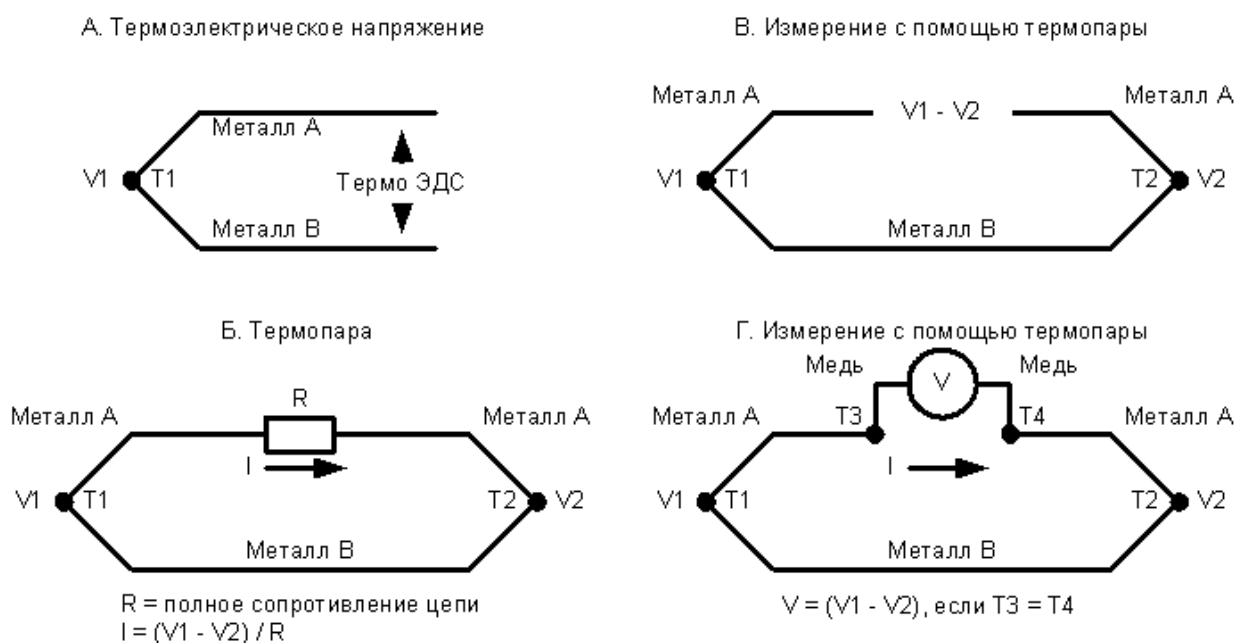 А. Термоэлектрическое напряжение
Металл А
V1
T1
Термо ЭДС
Металл В
В. Измерение с помощью термопары
Металл А
V1 - V2
Металл А
V1
T1
T2
V2
Металл В
Б. Термопара
R
Металл А
Металл А
I
V1
T1
T2
V2
Металл В
R = полное сопротивление цепи
I = (V1 - V2) / R
Г. Измерение с помощью термопары
Медь
V
Медь
Металл А
T3
T4
Металл А
I
V1
T1
T2
V2
Металл В
V = (V1 - V2), если T3 = T4